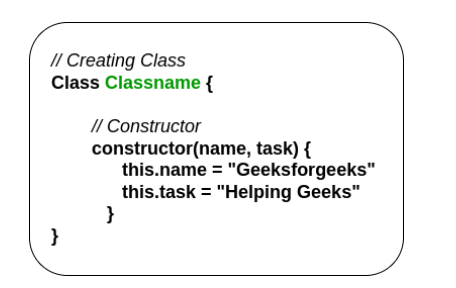 // Creating Class
Class Classname {
// Constructor
constructor(name, task) {
this.name = "Geeksforgeeks"
this.task = "Helping Geeks"
}
}